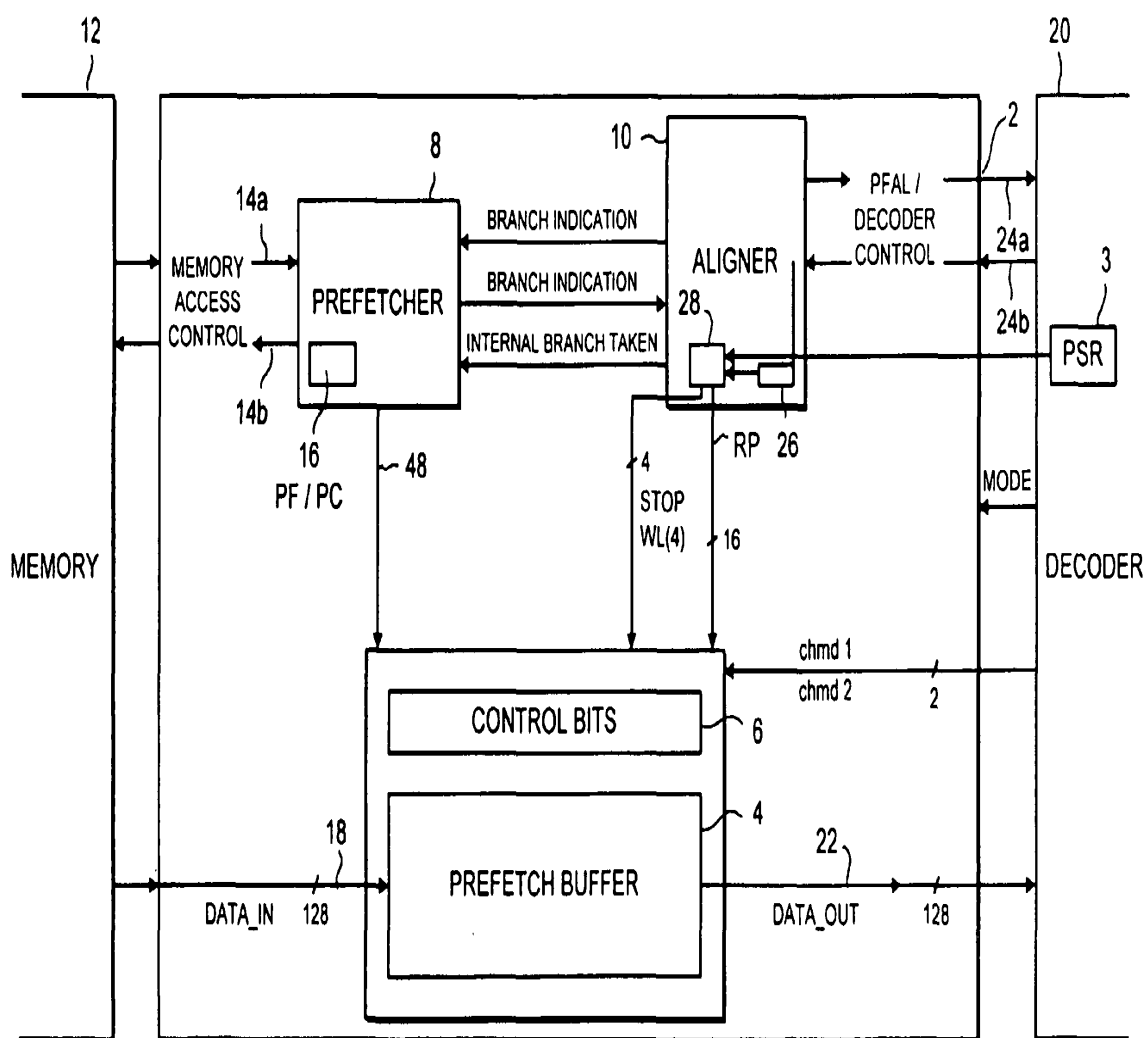 12
20
2
10
8
14a
BRANCH INDICATION
PFAL /
DECODER
CONTROL
24a
MEMORY
ACCESS
CONTROL
PREFETCHER
BRANCH INDICATION
ALIGNER
24b
3
28
INTERNAL BRANCH TAKEN
PSR
16
14b
26
RP
48
PF / PC
4
STOP
WL(4)
16
MODE
MEMORY
DECODER
chmd 1
chmd 2
2
CONTROL BITS
6
4
18
PREFETCH BUFFER
22
DATA_IN
128
DATA_OUT
128